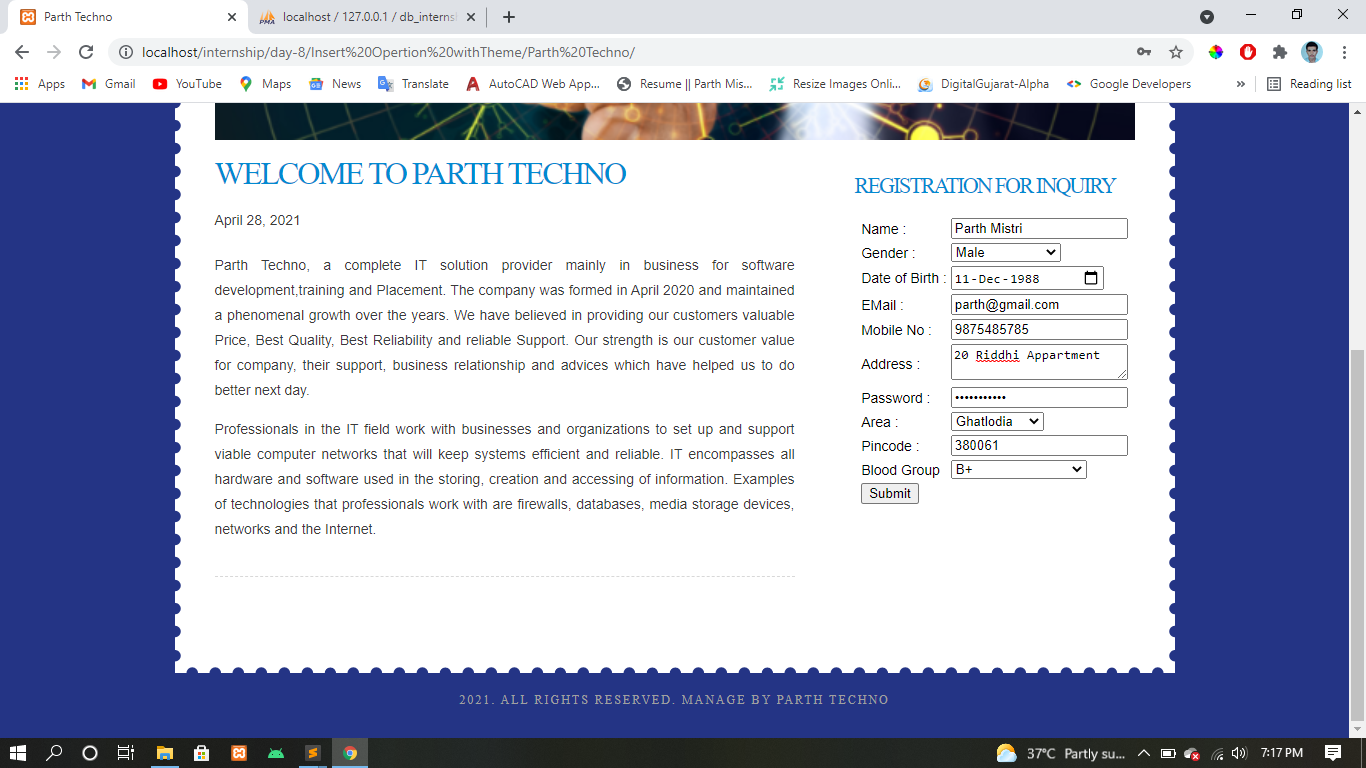 Parth Techno
localhost / 127.0.0.1 / db_interns
localhost/internship/day-8/Insert%20Opertion%20withTheme/Parth%20Techno/
Apps
Gmail
YouTube
Maps
News
Translate
AutoCAD Web App...
Resume || Parth Mis...
Resize Images Onli...
DigitalGujarat-Alpha
Google Developers
»
Reading list
WELCOME TO PARTH TECHNO
April 28, 2021
Parth Techno, a complete IT solution provider mainly in business for software
development,training and Placement. The company was formed in April 2020 and maintained
a phenomenal growth over the years. We have believed in providing our customers valuable
Price, Best Quality, Best Reliability and reliable Support. Our strength is our customer value
for company, their support, business relationship and advices which have helped us to do
better next day.
Professionals in the IT field work with businesses and organizations to set up and support
viable computer networks that will keep systems efficient and reliable. IT encompasses all
hardware and software used in the storing, creation and accessing of information. Examples
of technologies that professionals work with are firewalls, databases, media storage devices,
networks and the Internet.
REGISTRATION FOR INQUIRY
Name : Parth Mistri
Gender : Male
Date of Birth : 11-Dec-1988
EMail : parth@gmail.com
Mobile No : 9875485785
Address : 20 Riddhi Appartment
Password : •••••••••••
Area : Ghatlodia
Pincode : 380061
Blood Group B+
Submit
2021. ALL RIGHTS RESERVED. MANAGE BY PARTH TECHNO
37°C Partly su...
7:17 PM